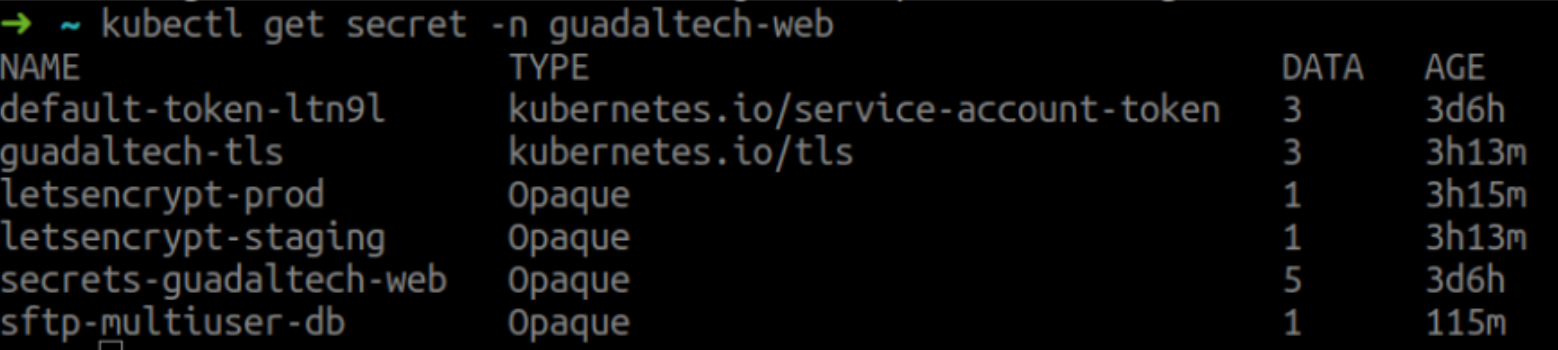 → ~ kubectl get secret -n guadaltech-web
NAME TYPE DATA AGE
default-token-ltn9l kubernetes.io/service-account-token 3 3d6h
guadaltech-tls kubernetes.io/tls 3 3h13m
letsencrypt-prod Opaque 1 3h15m
letsencrypt-staging Opaque 1 3h13m
secrets-guadaltech-web Opaque 5 3d6h
sftp-multiuser-db Opaque 1 115m